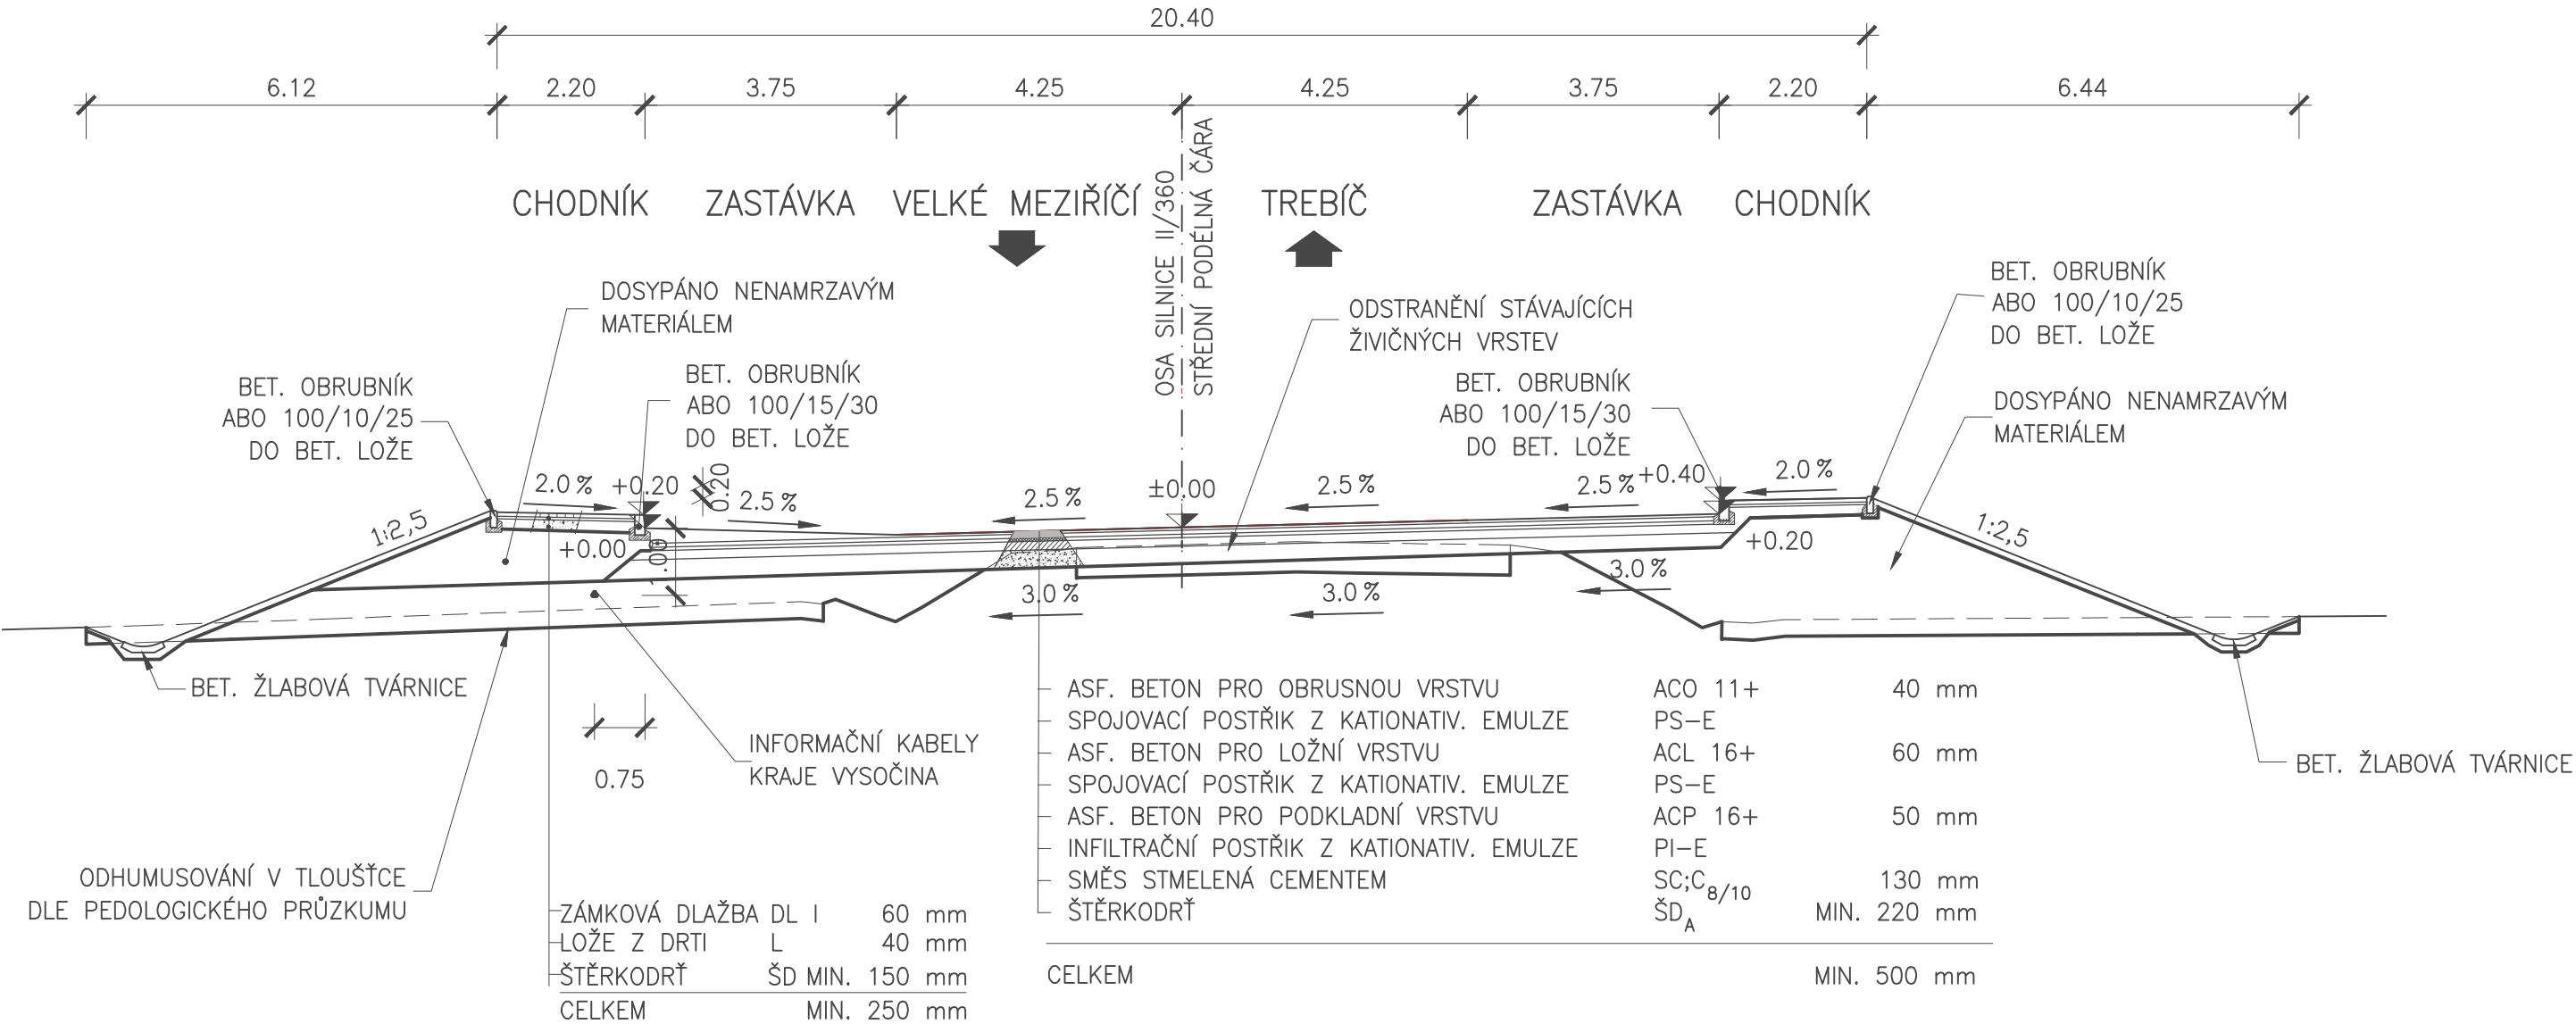 20.40
6.12 2.20 3.75 4.25 4.25 3.75 2.20 6.44
CHODNÍK ZASTÁVKA VELKÉ MEZIŘÍČÍ TREBÍČ ZASTÁVKA CHODNÍK
OSA SILNICE II/360
STŘEDNÍ PODÉLNÁ ČÁRA
DOSYPÁNO NENAMRZAVÝM
MATERIÁLEM
ODSTRANĚNÍ STÁVAJÍCÍCH
ŽIVIČNÝCH VRSTEV
BET. OBRUBNÍK
ABO 100/10/25
DO BET. LOŽE
BET. OBRUBNÍK
ABO 100/10/25
DO BET. LOŽE
BET. OBRUBNÍK
ABO 100/15/30
DO BET. LOŽE
BET. OBRUBNÍK
ABO 100/15/30
DO BET. LOŽE
DOSYPÁNO NENAMRZAVÝM
MATERIÁLEM
2.0% +0.20 0.20 2.5% 2.5% ±0.00 2.5% 2.5% +0.40 2.0%
1:2,5 +0.00 1.00 +0.20 1:2,5
3.0% 3.0% 3.0%
BET. ŽLABOVÁ TVÁRNICE
0.75
INFORMAČNÍ KABELY
KRAJE VYSOČINA
BET. ŽLABOVÁ TVÁRNICE
ODHUMUSOVÁNÍ V TLOUŠŤCE
DLE PEDOLOGICKÉHO PRŮZKUMU
ZÁMKOVÁ DLAŽBA DL I 60 mm
LOŽE Z DRTI L 40 mm
ŠTĚRKODRŤ ŠD MIN. 150 mm
CELKEM MIN. 250 mm
ASF. BETON PRO OBRUSNOU VRSTVU ACO 11+ 40 mm
SPOJOVACÍ POSTŘIK Z KATIONATIV. EMULZE PS-E
ASF. BETON PRO LOŽNÍ VRSTVU ACL 16+ 60 mm
SPOJOVACÍ POSTŘIK Z KATIONATIV. EMULZE PS-E
ASF. BETON PRO PODKLADNÍ VRSTVU ACP 16+ 50 mm
INFILTRAČNÍ POSTŘIK Z KATIONATIV. EMULZE PI-E
SMĚS STMELENÁ CEMENTEM SC;C8/10 130 mm
ŠTĚRKODRŤ ŠDA MIN. 220 mm
CELKEM MIN. 500 mm